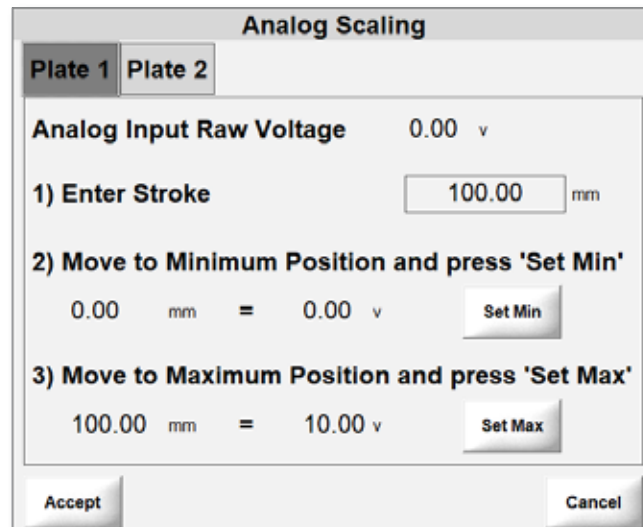 Analog Scaling
Plate 1 Plate 2
Analog Input Raw Voltage 0.00 v
1) Enter Stroke 100.00 mm
2) Move to Minimum Position and press 'Set Min'
0.00 mm = 0.00 v Set Min
3) Move to Maximum Position and press 'Set Max'
100.00 mm = 10.00 v Set Max
Accept Cancel